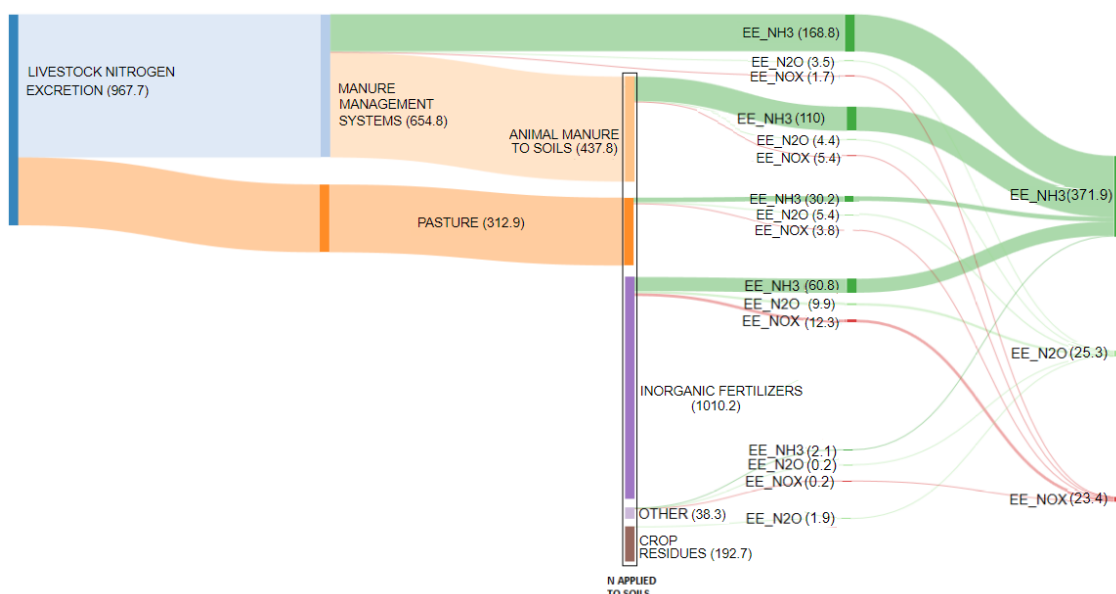 EE_NH3 (168.8)
EE_N2O (3.5)
EE_NOX (1.7)
LIVESTOCK NITROGEN
EXCRETION (967.7)
MANURE
MANAGEMENT
SYSTEMS (654.8)
ANIMAL MANURE
TO SOILS (437.8)
EE_NH3 (110)
EE_N2O (4.4)
EE_NOX (5.4)
EE_NH3 (30.2)
EE_N2O (5.4)
EE_NOX (3.8)
PASTURE (312.9)
EE_NH3(371.9)
EE_NH3 (60.8)
EE_N2O (9.9)
EE_NOX (12.3)
EE_N2O (25.3)
INORGANIC FERTILIZERS
(1010.2)
EE_NH3 (2.1)
EE_N2O (0.2)
EE_NOX (0.2)
EE_NOX (23.4)
OTHER (38.3)
EE_N2O (1.9)
CROP
RESIDUES (192.7)
N APPLIED
TO SOILS